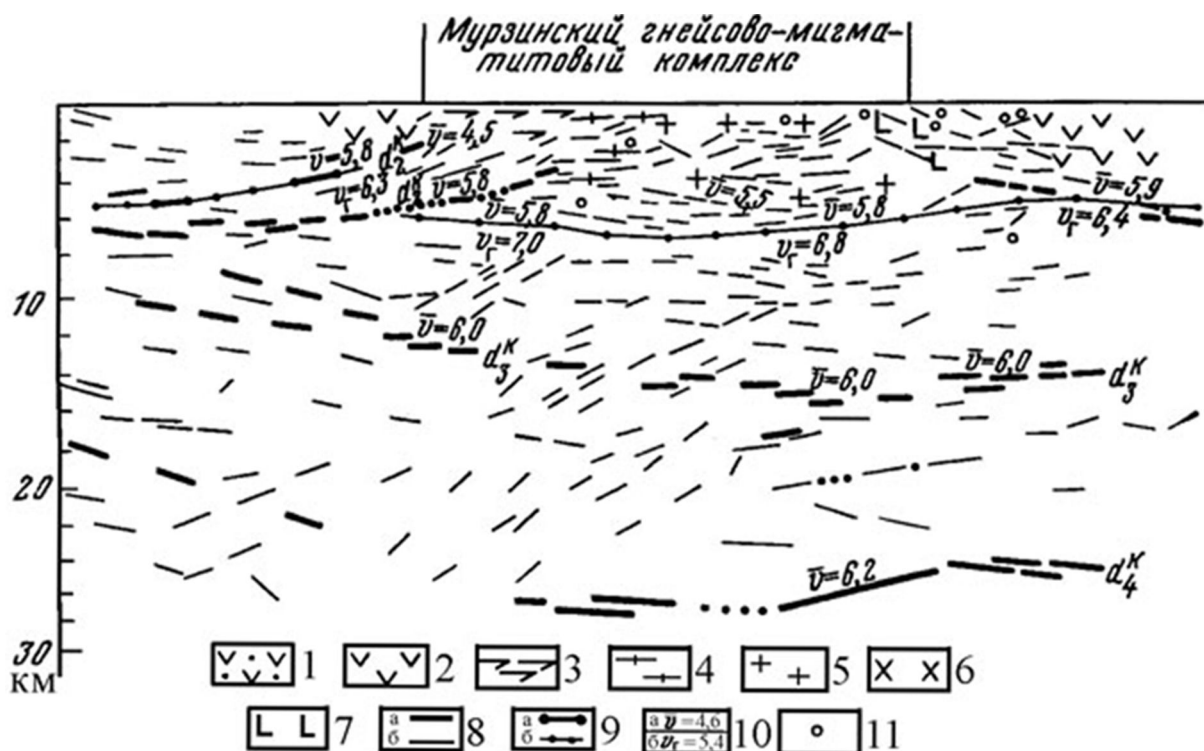 Мурзинский гнейсово-мигма-
титовый комплекс
v̄=5,8
d₂ᴷ
v̄=4,5
vг=6,3
v̄=5,8
v̄=5,8
vг=7,0
v̄=5,5
v̄=5,8
vг=6,8
v̄=5,9
vг=6,4
10
v̄=6,0
d₃ᴷ
v̄=6,0
v̄=6,0
d₃ᴷ
20
v̄=6,2
d₄ᴷ
30
км
1 2 3 4 5 6
7 а б 8 а б 9 а v̄=4,6 б vг=5,4 10 11